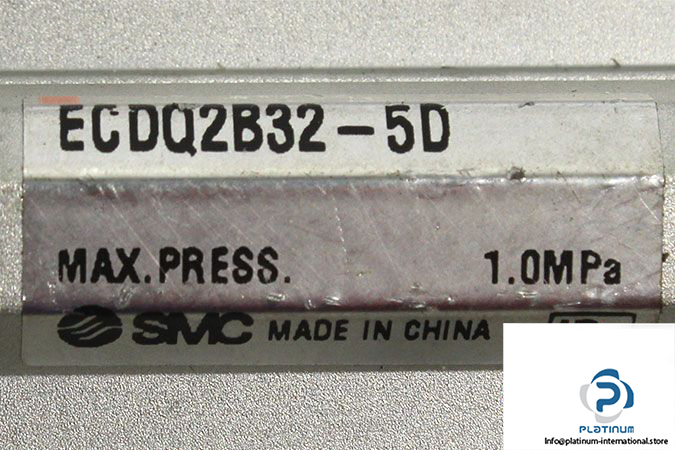 ECDQ2B32-5D
MAX.PRESS. 1.0MPa
SMC MADE IN CHINA
PLATINUM
Info@platinum-international.store